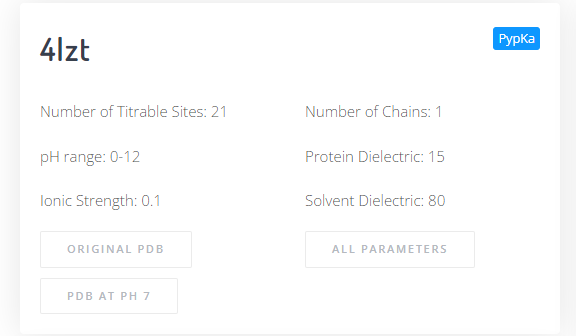 4lzt
PypKa
Number of Titrable Sites: 21
Number of Chains: 1
pH range: 0-12
Protein Dielectric: 15
Ionic Strength: 0.1
Solvent Dielectric: 80
ORIGINAL PDB
ALL PARAMETERS
PDB AT PH 7